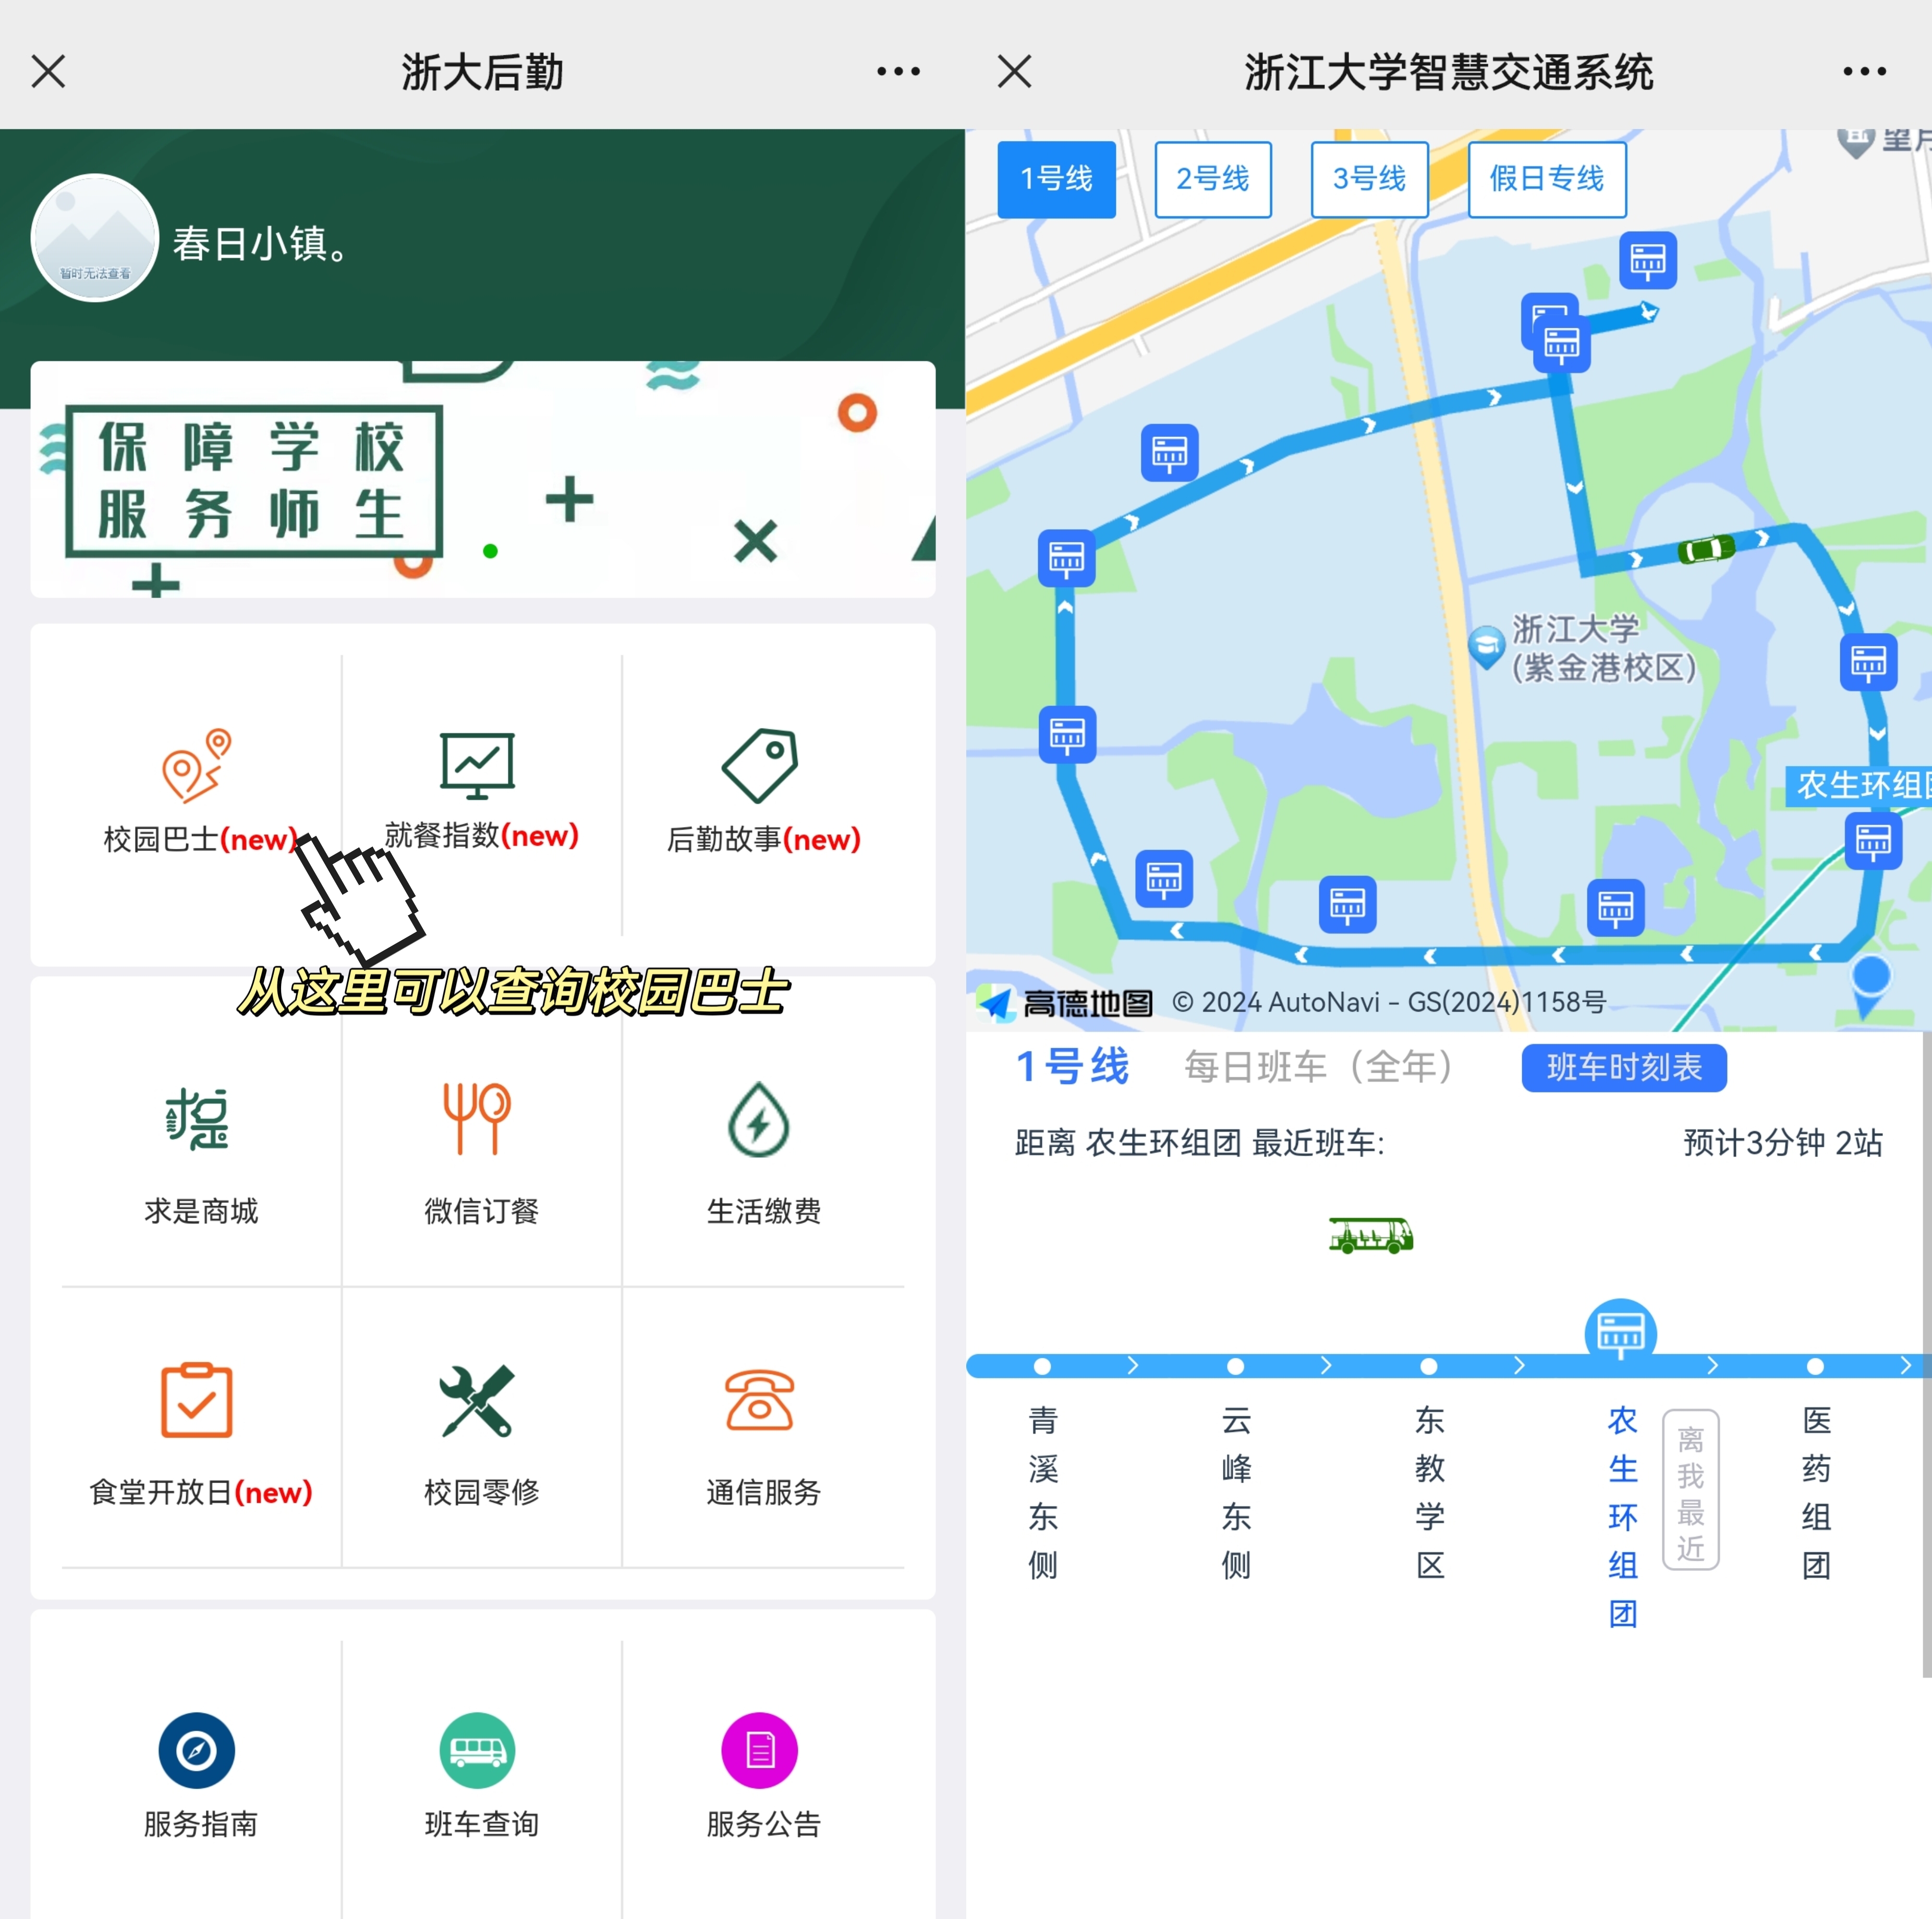 浙大后勤
春日小镇。
暂时无法查看
保障学校
服务师生
校园巴士(new)
就餐指数(new)
后勤故事(new)
从这里可以查询校园巴士
求是商城
微信订餐
生活缴费
食堂开放日(new)
校园零修
通信服务
服务指南
班车查询
服务公告
浙江大学智慧交通系统
1号线
2号线
3号线
假日专线
望月
浙江大学
(紫金港校区)
农生环组团
高德地图 © 2024 AutoNavi - GS(2024)1158号
1号线 每日班车（全年） 班车时刻表
距离 农生环组团 最近班车: 预计3分钟 2站
青溪东侧
云峰东侧
东教学区
农生环组团
离我最近
医药组团